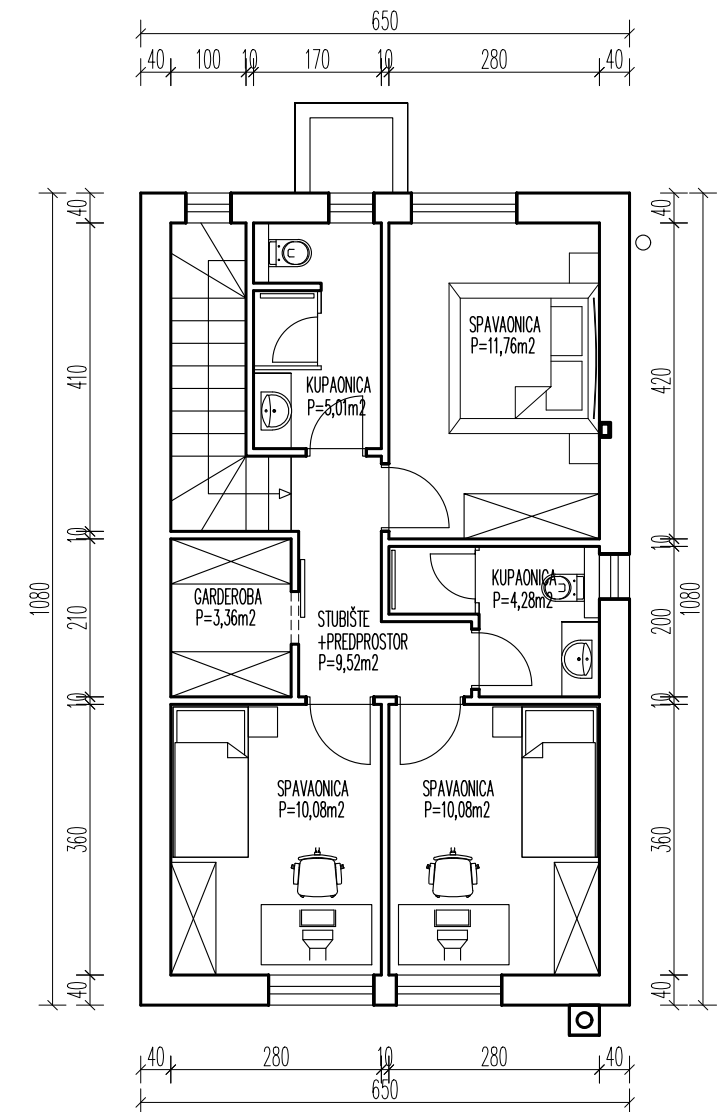 650
40 100 10 170 10 280 40
40
40
SPAVAONICA
P=11,76m2
KUPAONICA
P=5,01m2
410
420
10
10
KUPAONICA
P=4,28m2
GARDEROBA
P=3,36m2
STUBIŠTE
+PREDPROSTOR
P=9,52m2
1080
210
200
1080
10
10
SPAVAONICA
P=10,08m2
SPAVAONICA
P=10,08m2
360
360
40
40
40 280 10 280 40
650